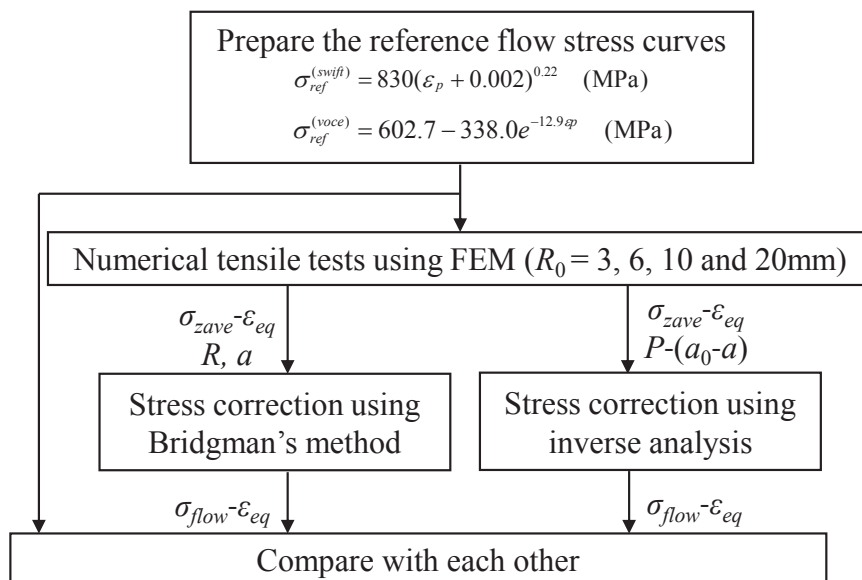 Prepare the reference flow stress curves
σ_ref^(swift) = 830(ε_p + 0.002)^0.22 (MPa)
σ_ref^(voce) = 602.7 − 338.0e^−12.9εp (MPa)
Numerical tensile tests using FEM (R_0 = 3, 6, 10 and 20mm)
σ_zave-ε_eq
R, a
σ_zave-ε_eq
P-(a_0-a)
Stress correction using
Bridgman's method
Stress correction using
inverse analysis
σ_flow-ε_eq
σ_flow-ε_eq
Compare with each other